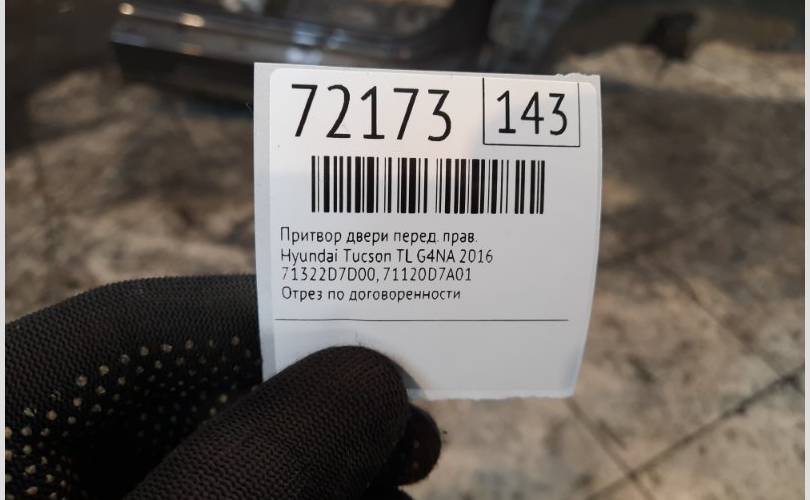 72173 143
Притвор двери перед. прав.
Hyundai Tucson TL G4NA 2016
71322D7D00, 71120D7A01
Отрез по договоренности